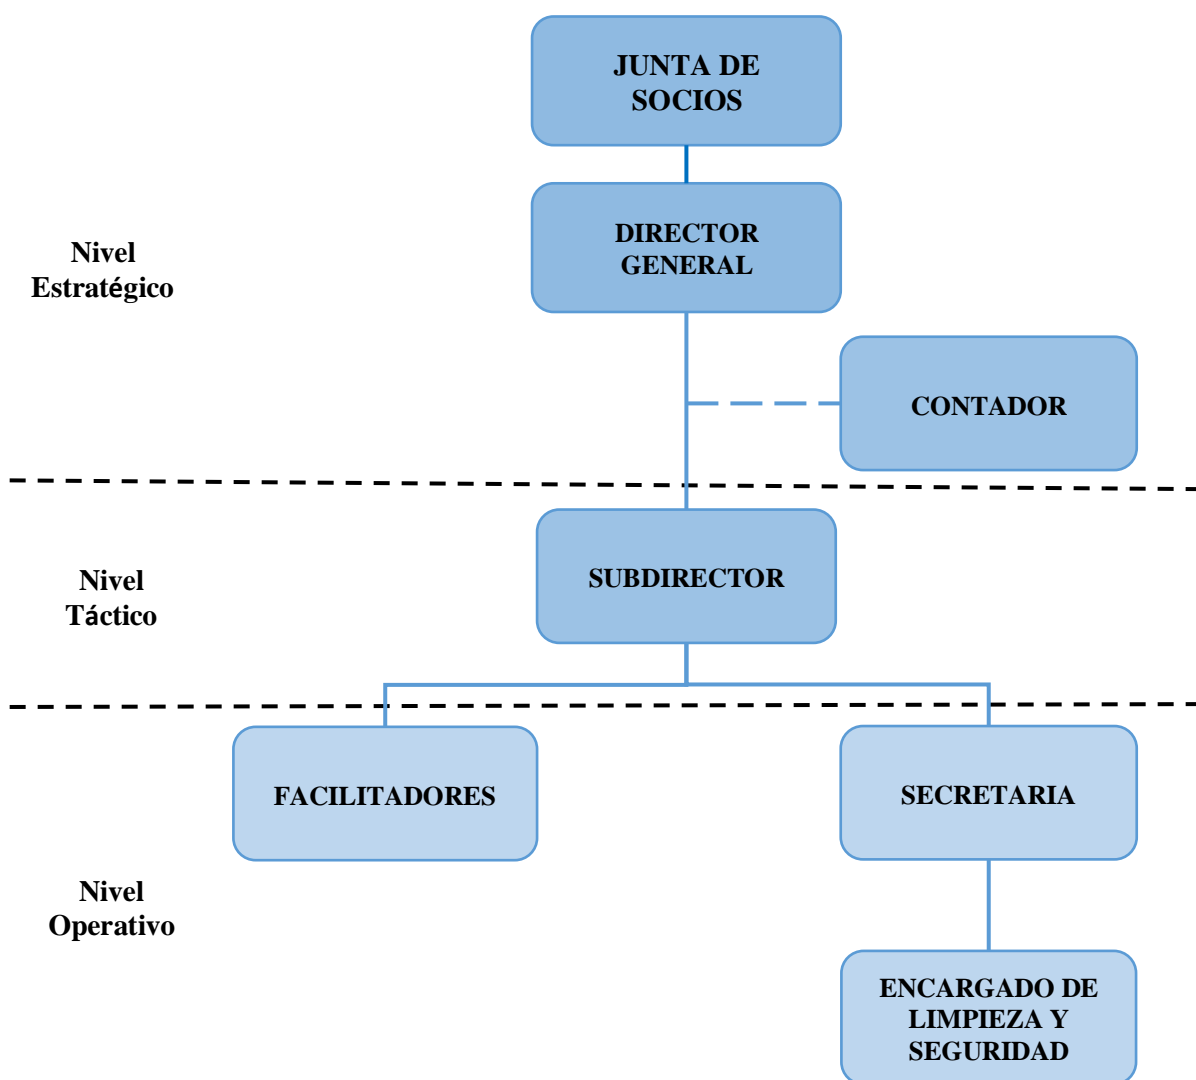 JUNTA DE
SOCIOS
DIRECTOR
GENERAL
Nivel
Estratégico
CONTADOR
SUBDIRECTOR
Nivel
Táctico
FACILITADORES
SECRETARIA
Nivel
Operativo
ENCARGADO DE
LIMPIEZA Y
SEGURIDAD